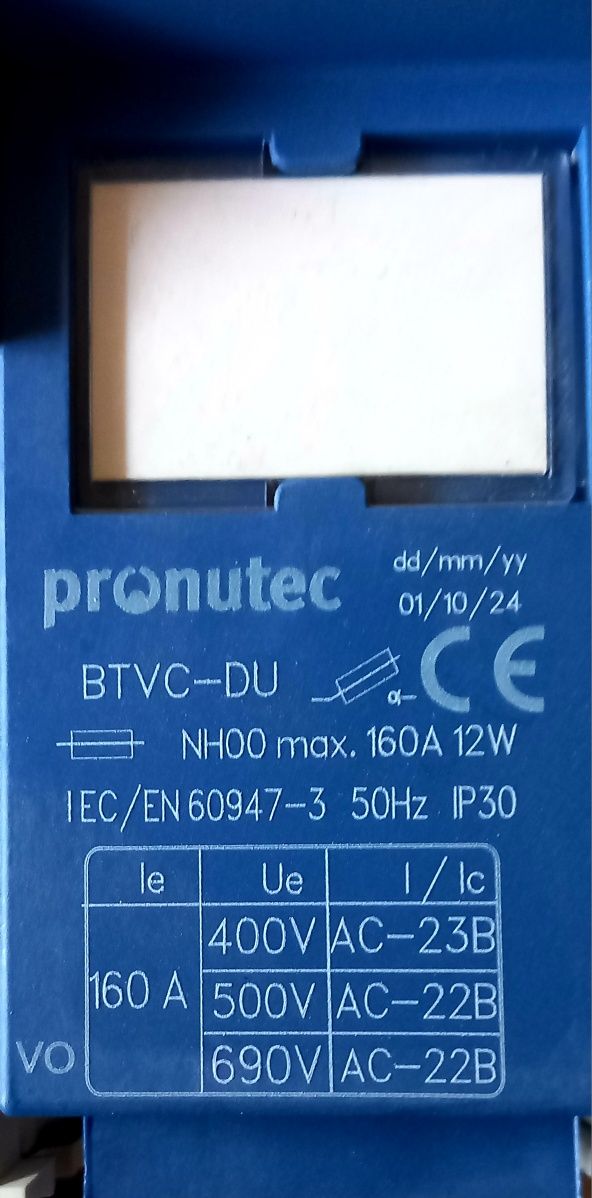 pronutec
dd/mm/yy
01/10/24
BTVC-DU
CE
NH00 max. 160A 12W
IEC/EN 60947-3 50Hz IP30
Ie Ue I/Ic
160 A
400V AC-23B
500V AC-22B
690V AC-22B
VO